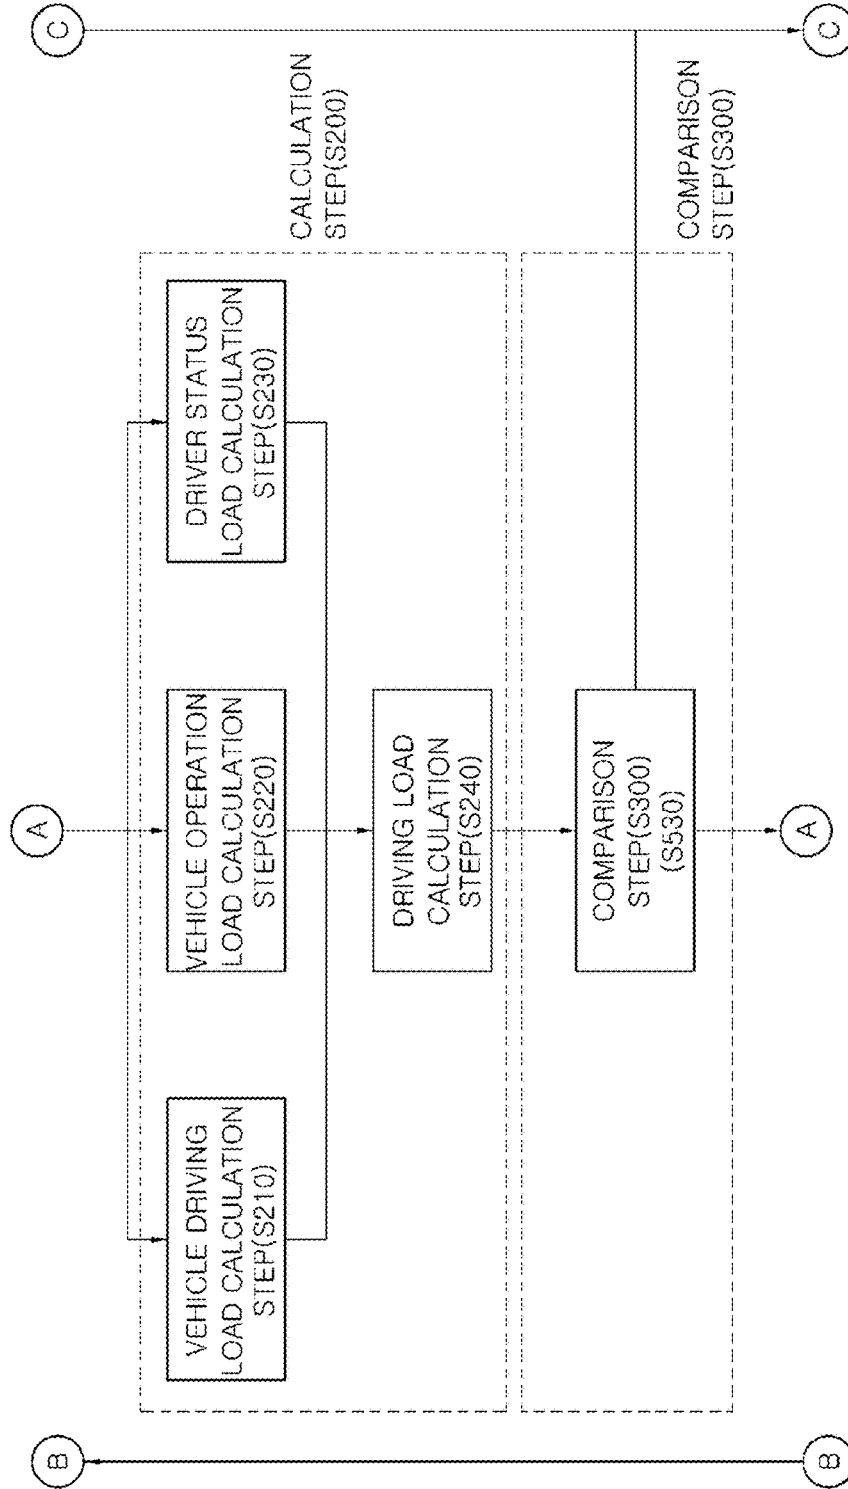 B
A
C
VEHICLE DRIVING
LOAD CALCULATION
STEP(S210)
VEHICLE OPERATION
LOAD CALCULATION
STEP(S220)
DRIVER STATUS
LOAD CALCULATION
STEP(S230)
CALCULATION
STEP(S200)
DRIVING LOAD
CALCULATION
STEP(S240)
COMPARISON
STEP(S300)
(S530)
COMPARISON
STEP(S300)
B
A
C